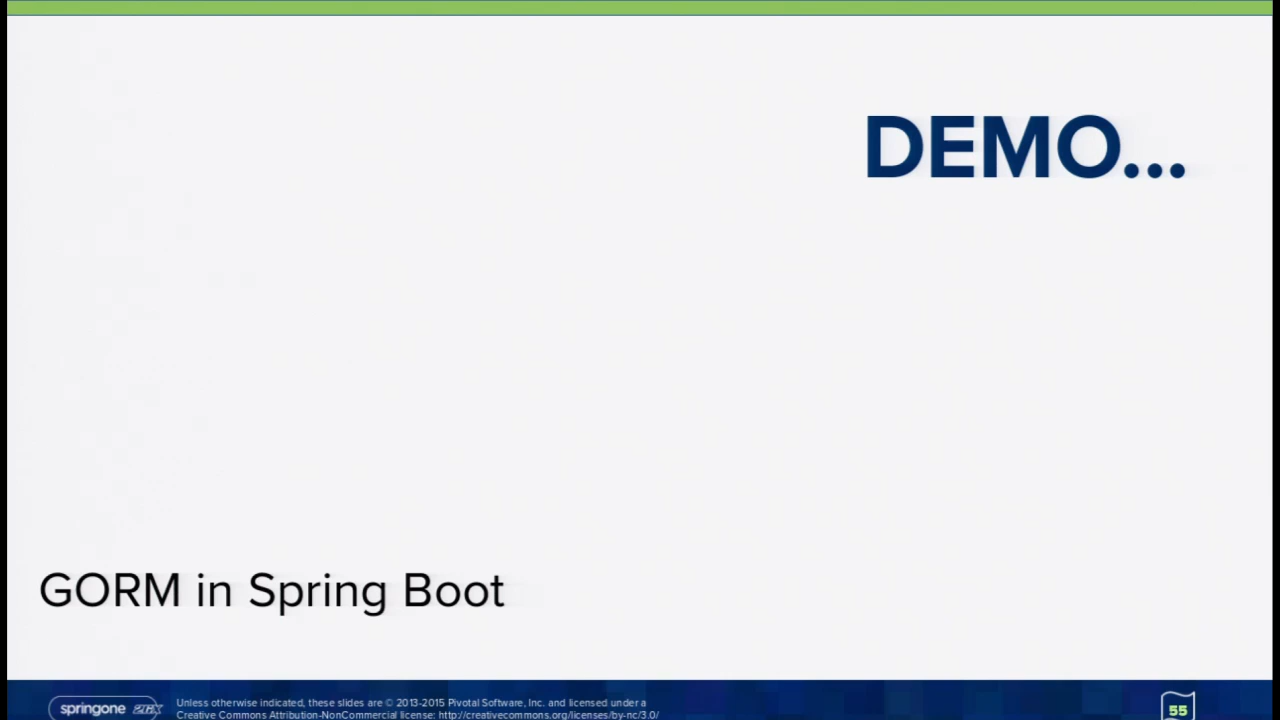 DEMO...
GORM in Spring Boot
springone 2GX
Unless otherwise indicated, these slides are © 2013-2015 Pivotal Software, Inc. and licensed under a
Creative Commons Attribution-NonCommercial license: http://creativecommons.org/licenses/by-nc/3.0/
55